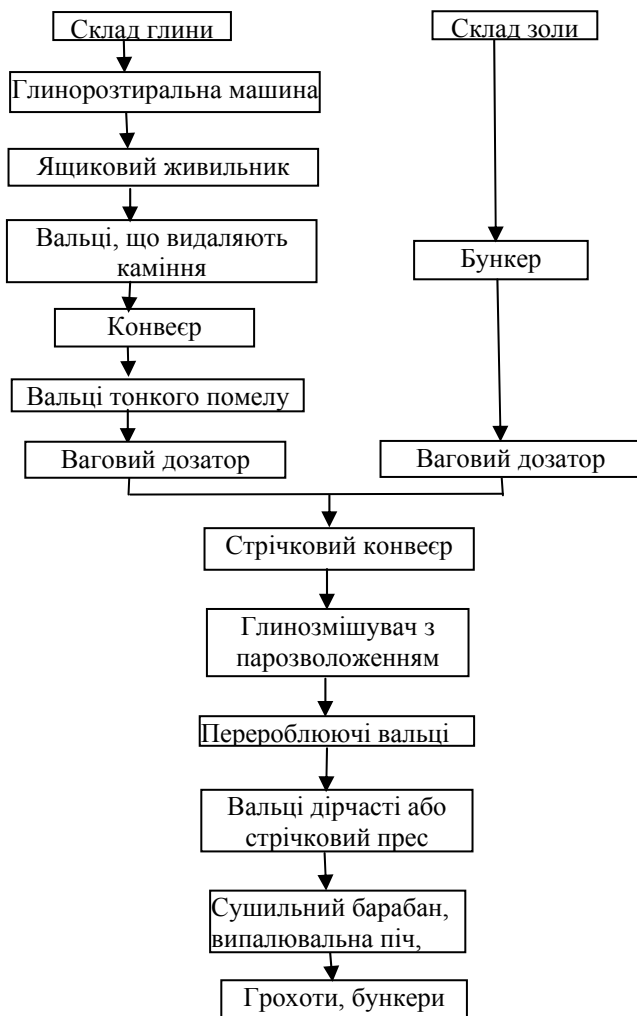 Склад глини
Склад золи
Глинорозтиральна машина
Ящиковий живильник
Вальці, що видаляють
каміння
Бункер
Конвеєр
Вальці тонкого помелу
Ваговий дозатор
Ваговий дозатор
Стрічковий конвеєр
Глинозмішувач з
парозволоженням
Перероблюючі вальці
Вальці дірчасті або
стрічковий прес
Сушильний барабан,
випалювальна піч,
Грохоти, бункери